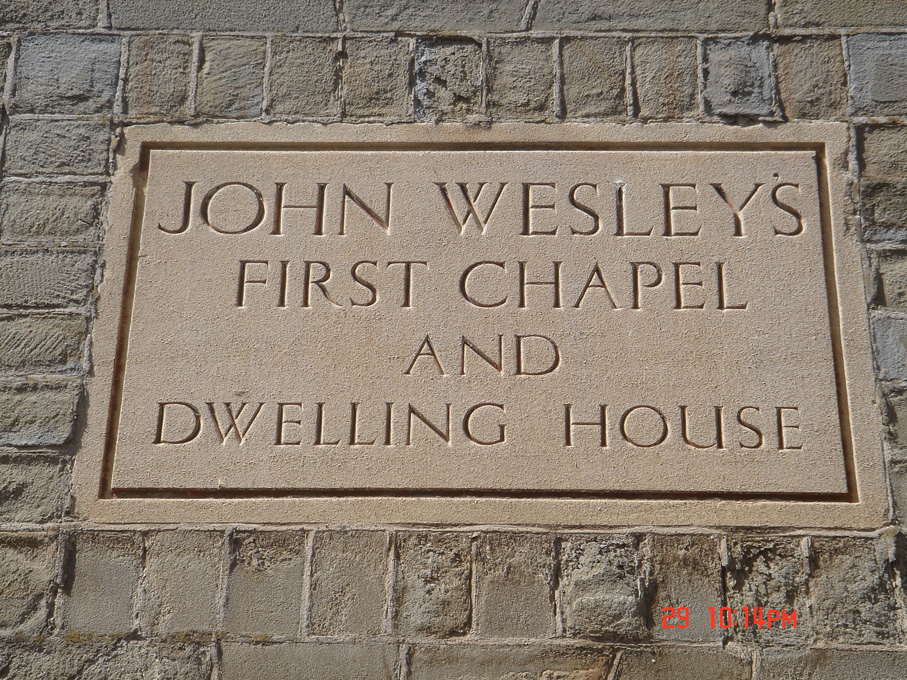 JOHN WESLEY'S
FIRST CHAPEL
AND
DWELLING HOUSE
29 10:14PM